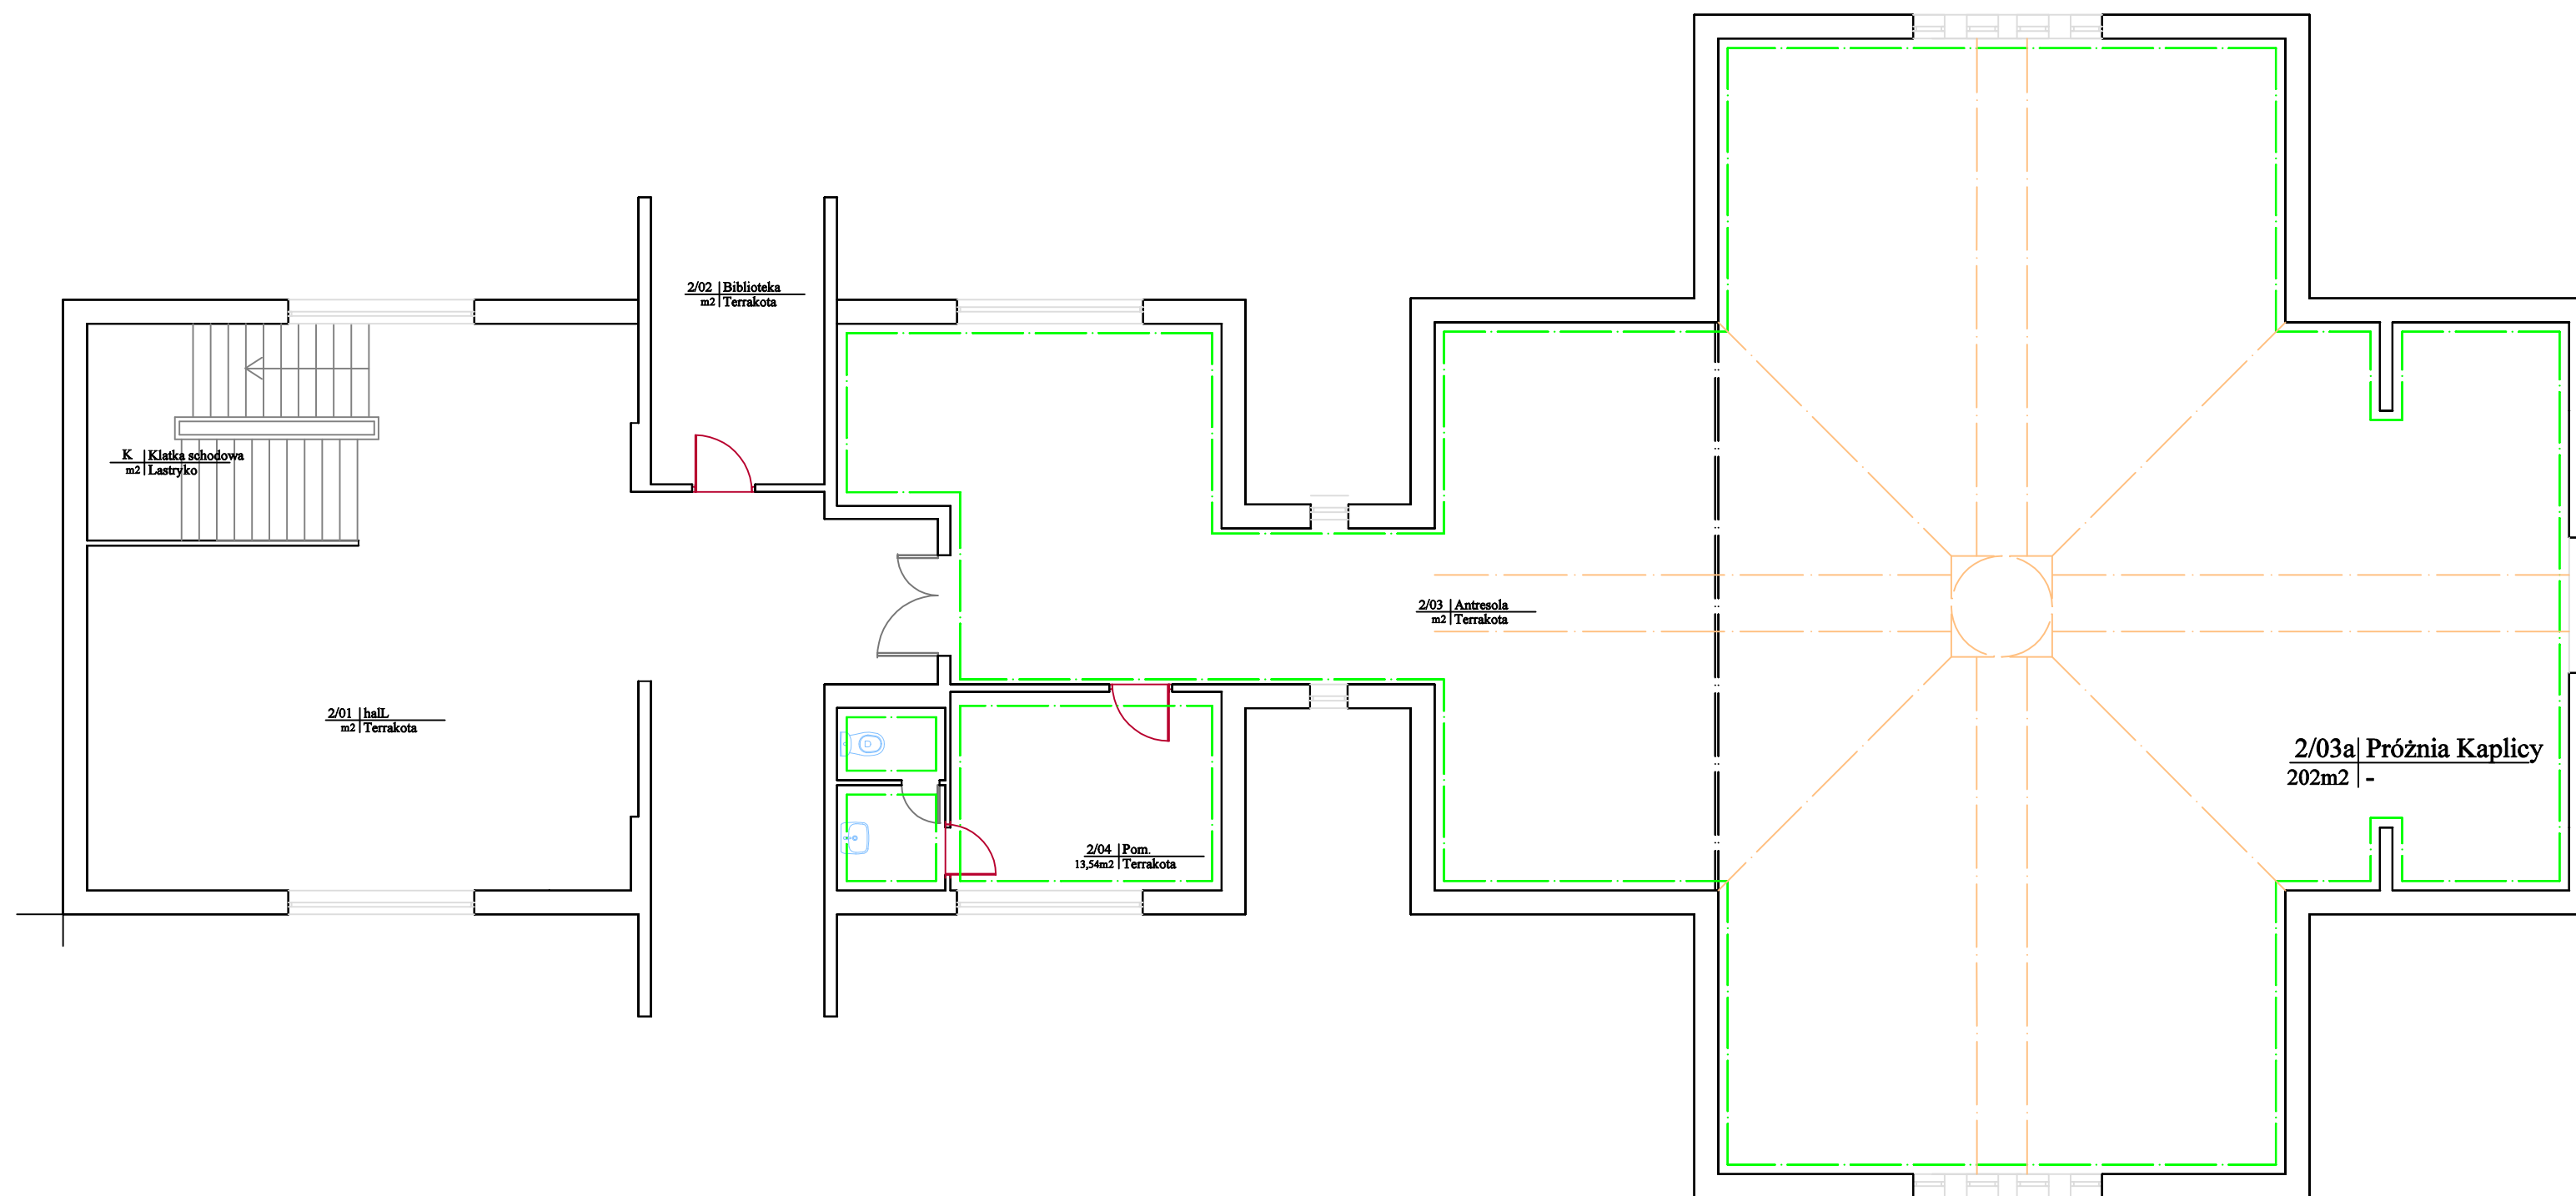 2/02 Biblioteka
m2 Terrakota
K Klatka schodowa
m2 Lastryko
2/03 Antresola
m2 Terrakota
2/01 halL
m2 Terrakota
2/03a Próżnia Kaplicy
202m2 -
2/04 Pom.
13,54m2 Terrakota